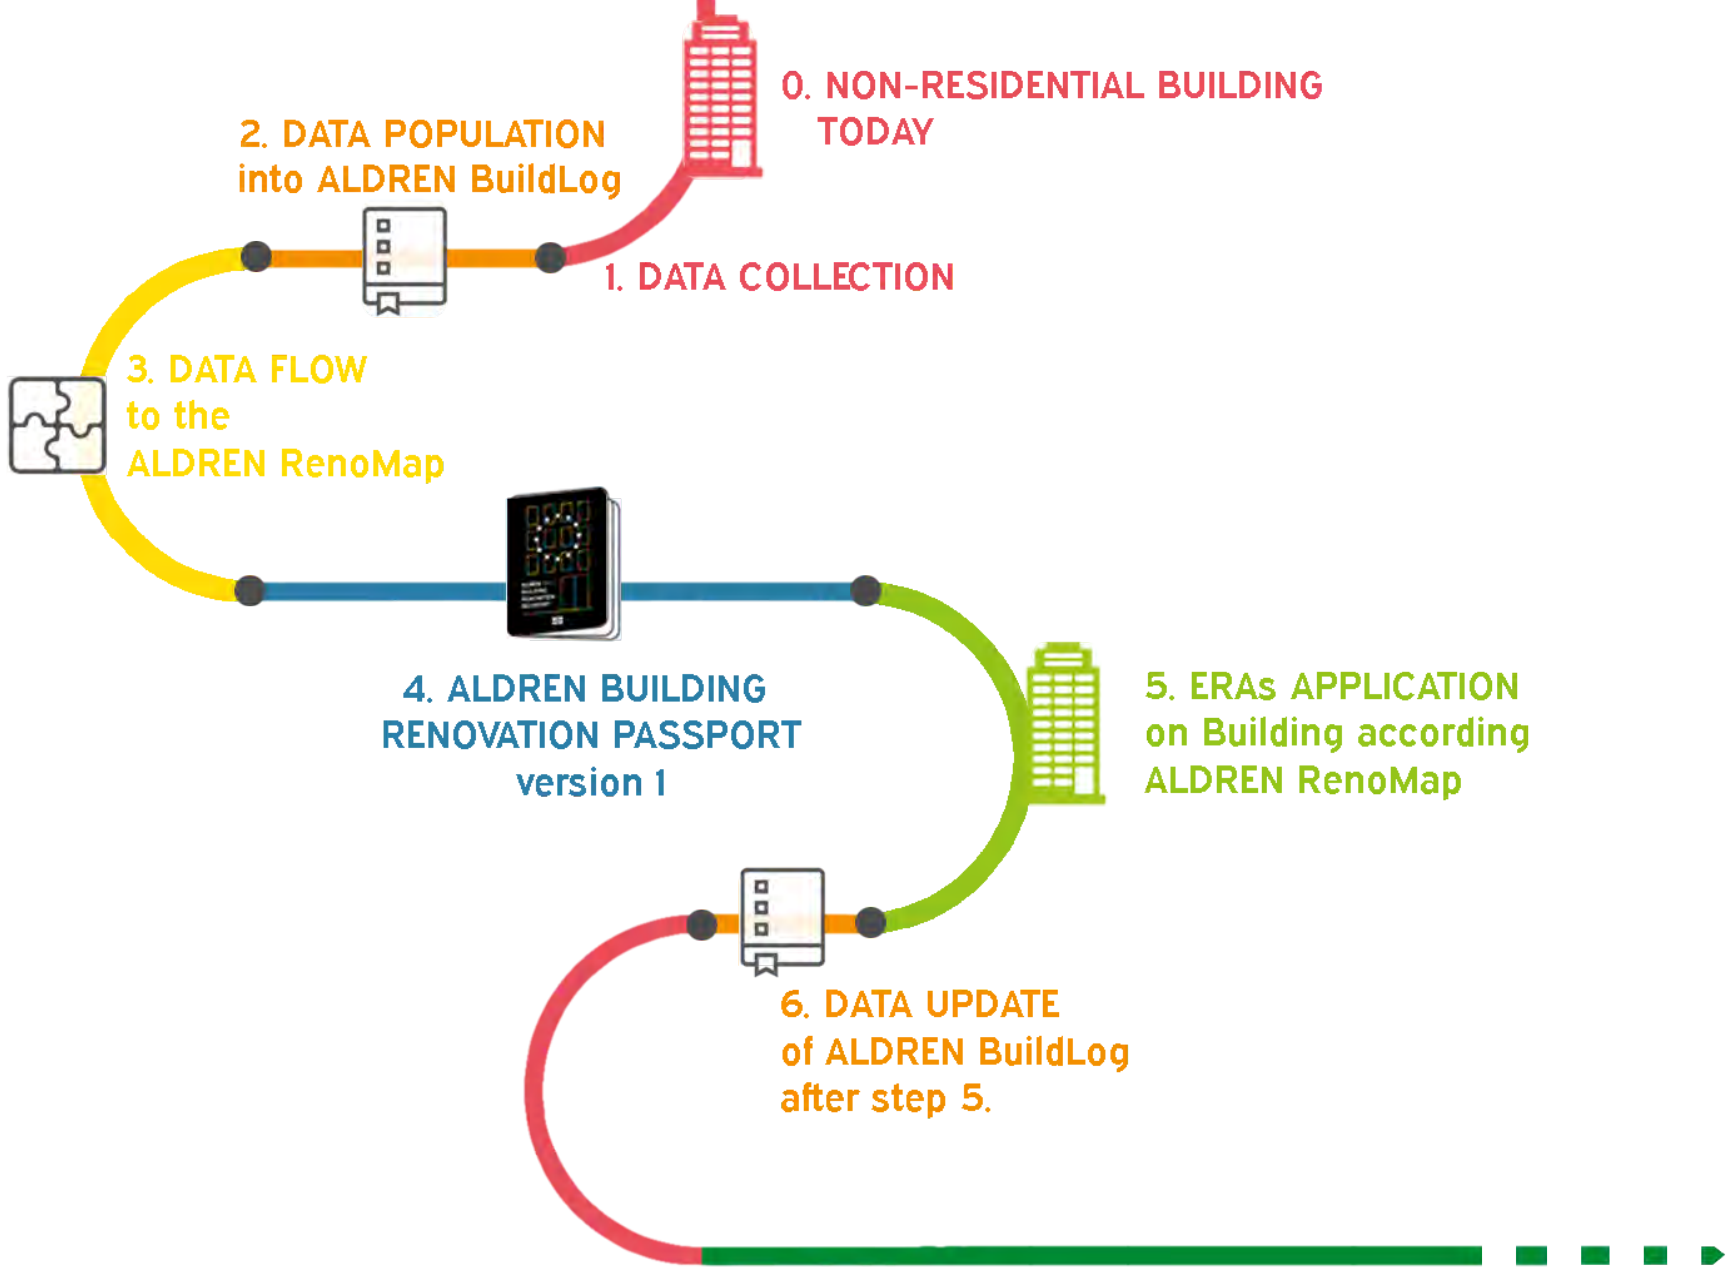 0. NON-RESIDENTIAL BUILDING
TODAY
1. DATA COLLECTION
2. DATA POPULATION
into ALDREN BuildLog
3. DATA FLOW
to the
ALDREN RenoMap
4. ALDREN BUILDING
RENOVATION PASSPORT
version 1
5. ERAs APPLICATION
on Building according
ALDREN RenoMap
6. DATA UPDATE
of ALDREN BuildLog
after step 5.